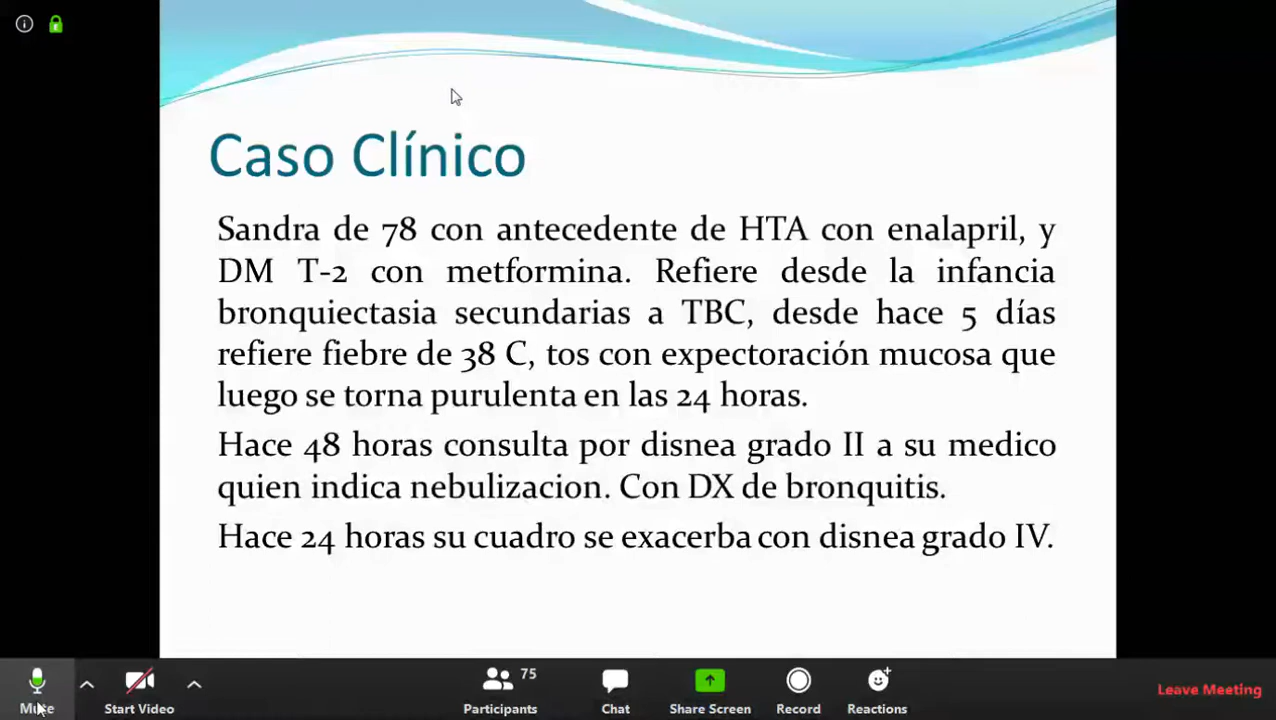 Caso Clínico
Sandra de 78 con antecedente de HTA con enalapril, y
DM T-2 con metformina. Refiere desde la infancia
bronquiectasia secundarias a TBC, desde hace 5 días
refiere fiebre de 38 C, tos con expectoración mucosa que
luego se torna purulenta en las 24 horas.
Hace 48 horas consulta por disnea grado II a su medico
quien indica nebulizacion. Con DX de bronquitis.
Hace 24 horas su cuadro se exacerba con disnea grado IV.
75
Leave Meeting
Mute
Start Video
Participants
Chat
Share Screen
Record
Reactions